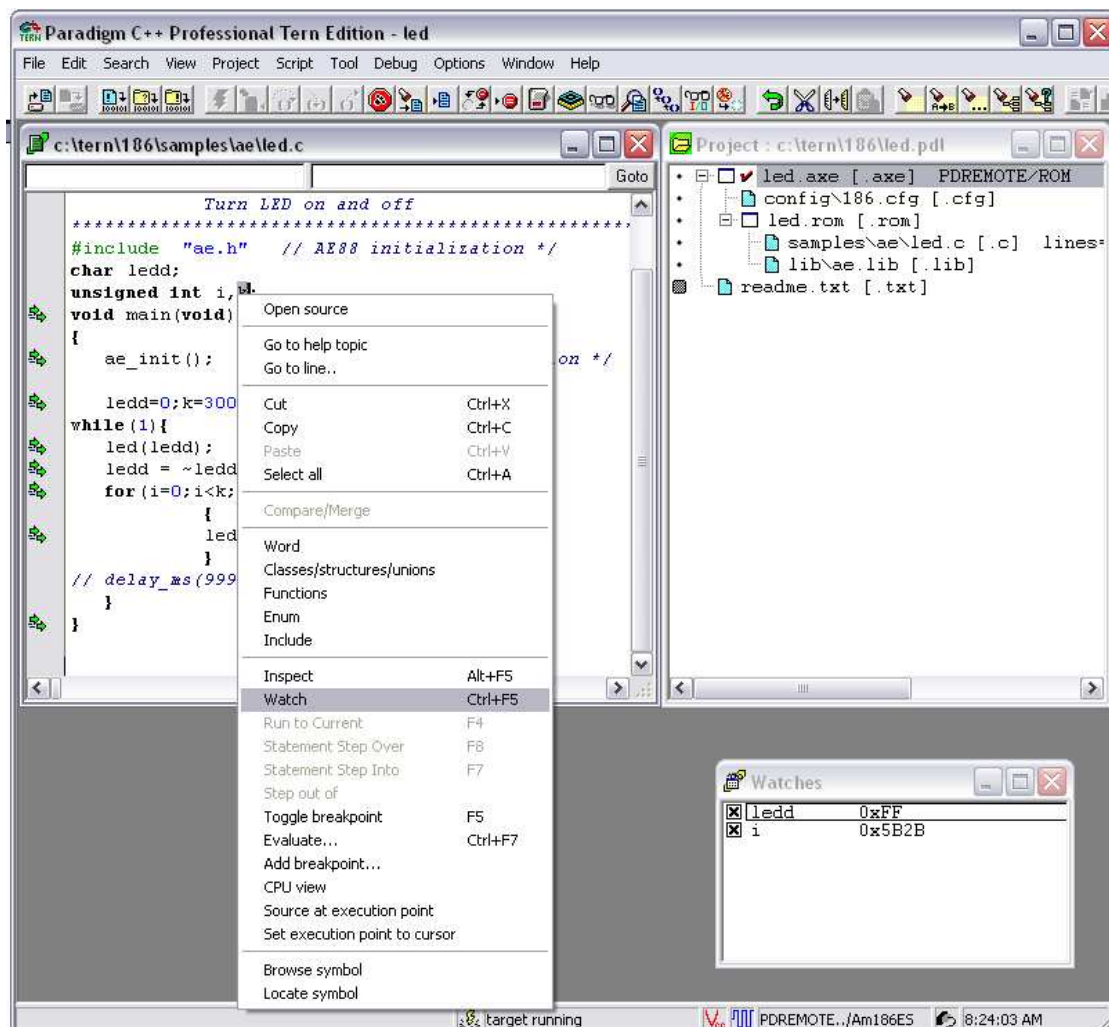 Paradigm C++ Professional Tern Edition - led
File Edit Search View Project Script Tool Debug Options Window Help
c:\tern\186\samples\ae\led.c
Goto
Turn LED on and off
*****************************************************
#include "ae.h" // AE88 initialization */
char ledd;
unsigned int i,k;
void main(void)
{
ae_init(); on */
ledd=0;k=300
while(1){
led(ledd);
ledd = ~ledd
for(i=0;i<k;
{
led
}
// delay_ms(999
}
}
Open source
Go to help topic
Go to line..
Cut Ctrl+X
Copy Ctrl+C
Paste Ctrl+V
Select all Ctrl+A
Compare/Merge
Word
Classes/structures/unions
Functions
Enum
Include
Inspect Alt+F5
Watch Ctrl+F5
Run to Current F4
Statement Step Over F8
Statement Step Into F7
Step out of
Toggle breakpoint F5
Evaluate... Ctrl+F7
Add breakpoint...
CPU view
Source at execution point
Set execution point to cursor
Browse symbol
Locate symbol
Project : c:\tern\186\led.pdl
led.axe [.axe] PDREMOTE/ROM
config\186.cfg [.cfg]
led.rom [.rom]
samples\ae\led.c [.c] lines=
lib\ae.lib [.lib]
readme.txt [.txt]
Watches
ledd 0xFF
i 0x5B2B
target running
PDREMOTE../Am186ES
8:24:03 AM